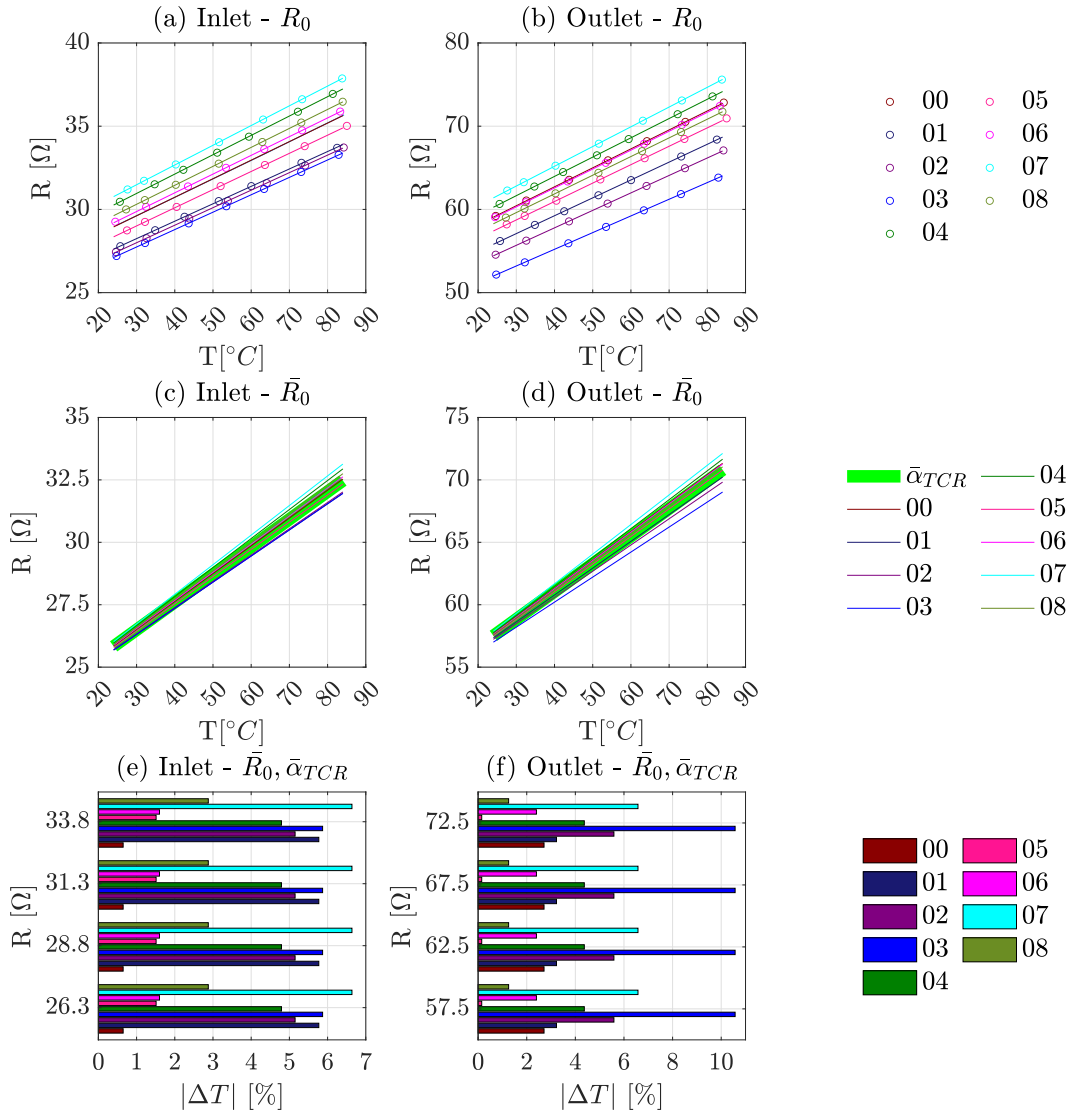 (a) Inlet - R₀
(b) Outlet - R₀
40
35
30
25
R [Ω]
20 30 40 50 60 70 80 90
T[°C]
80
70
60
50
R [Ω]
20 30 40 50 60 70 80 90
T[°C]
00 05
01 06
02 07
03 08
04
(c) Inlet - R̄₀
(d) Outlet - R̄₀
35
32.5
30
27.5
25
R [Ω]
20 30 40 50 60 70 80 90
T[°C]
75
70
65
60
55
R [Ω]
20 30 40 50 60 70 80 90
T[°C]
ᾱ_TCR 04
00 05
01 06
02 07
03 08
(e) Inlet - R̄₀, ᾱ_TCR
(f) Outlet - R̄₀, ᾱ_TCR
33.8
31.3
28.8
26.3
R [Ω]
0 1 2 3 4 5 6 7
|ΔT| [%]
72.5
67.5
62.5
57.5
R [Ω]
0 2 4 6 8 10
|ΔT| [%]
00 05
01 06
02 07
03 08
04